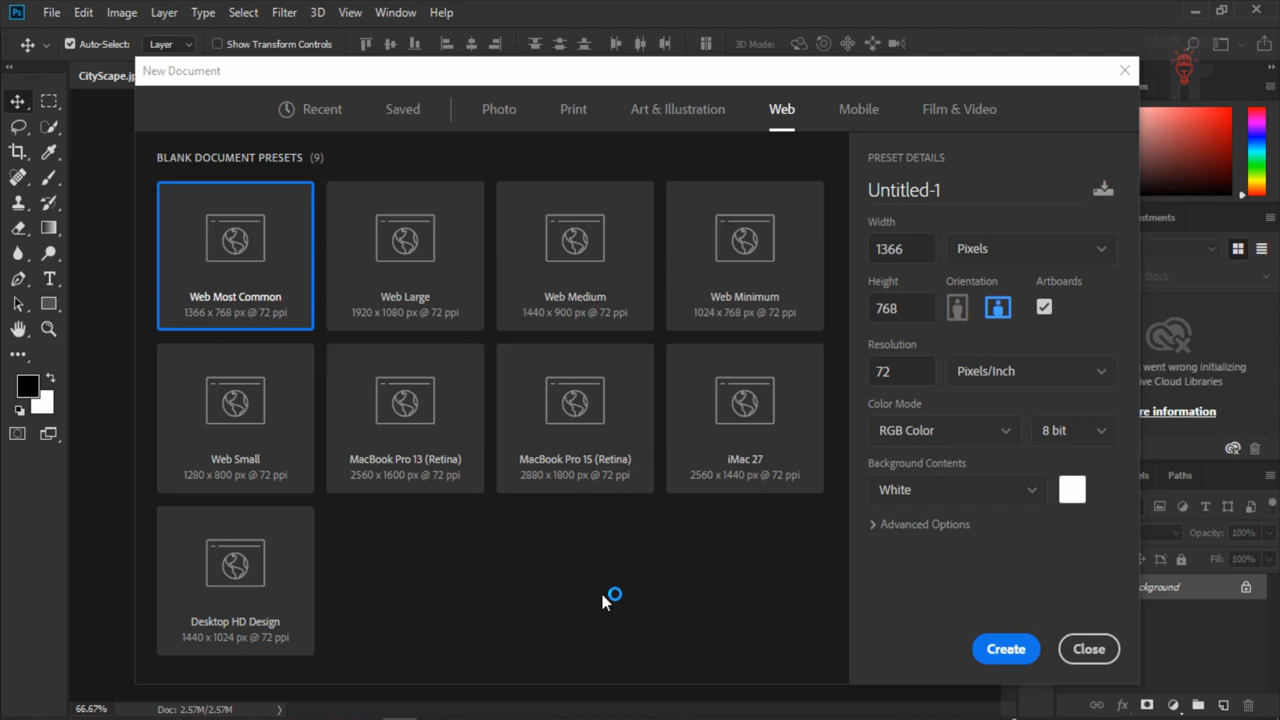 Ps File Edit Image Layer Type Select Filter 3D View Window Help
Auto-Select: Layer Show Transform Controls 3D Mode:
CityScape.jp
New Document
Recent Saved Photo Print Art & Illustration Web Mobile Film & Video
BLANK DOCUMENT PRESETS (9)
Web Most Common
1366 x 768 px @ 72 ppi
Web Large
1920 x 1080 px @ 72 ppi
Web Medium
1440 x 900 px @ 72 ppi
Web Minimum
1024 x 768 px @ 72 ppi
Web Small
1280 x 800 px @ 72 ppi
MacBook Pro 13 (Retina)
2560 x 1600 px @ 72 ppi
MacBook Pro 15 (Retina)
2880 x 1800 px @ 72 ppi
iMac 27
2560 x 1440 px @ 72 ppi
Desktop HD Design
1440 x 1024 px @ 72 ppi
PRESET DETAILS
Untitled-1
Width
1366 Pixels
Height Orientation Artboards
768
Resolution
72 Pixels/Inch
Color Mode
RGB Color 8 bit
Background Contents
White
Advanced Options
Create Close
es
ustments
Stock
went wrong initializing
ive Cloud Libraries
re information
els Paths
Opacity: 100%
Fill: 100%
kground
fx
66.67% Doc: 2.57M/2.57M